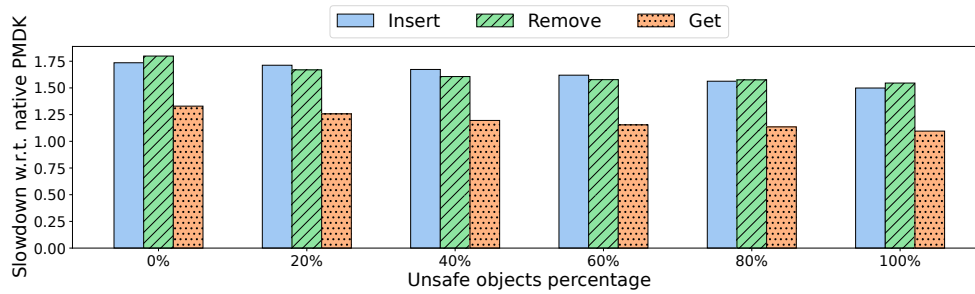 Insert Remove Get
Slowdown w.r.t. native PMDK
1.75
1.50
1.25
1.00
0.75
0.50
0.25
0.00
0% 20% 40% 60% 80% 100%
Unsafe objects percentage